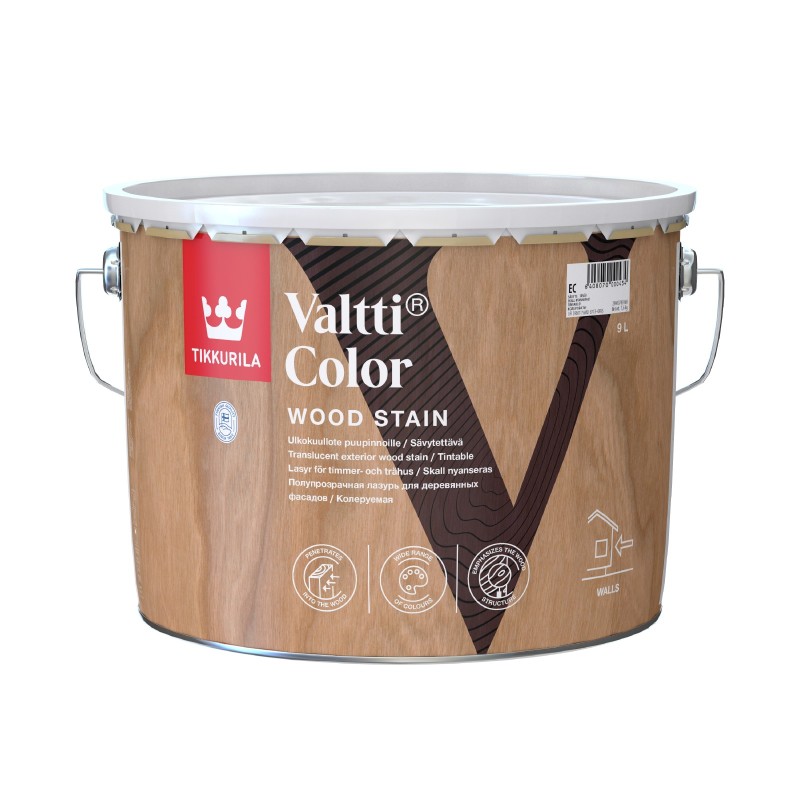 TIKKURILA
Valtti®
Color
WOOD STAIN
Ulkokuullote puupinnoille / Sävytettävä
Translucent exterior wood stain / Tintable
Lasyr för timmer- och trähus / Skall nyanseras
Полупрозрачная лазурь для деревянных
фасадов / Колеруемая
PENETRATES
INTO THE WOOD
WIDE RANGE
OF COLOURS
EMPHASIZES THE WOOD
STRUCTURE
WALLS
EC
9 L